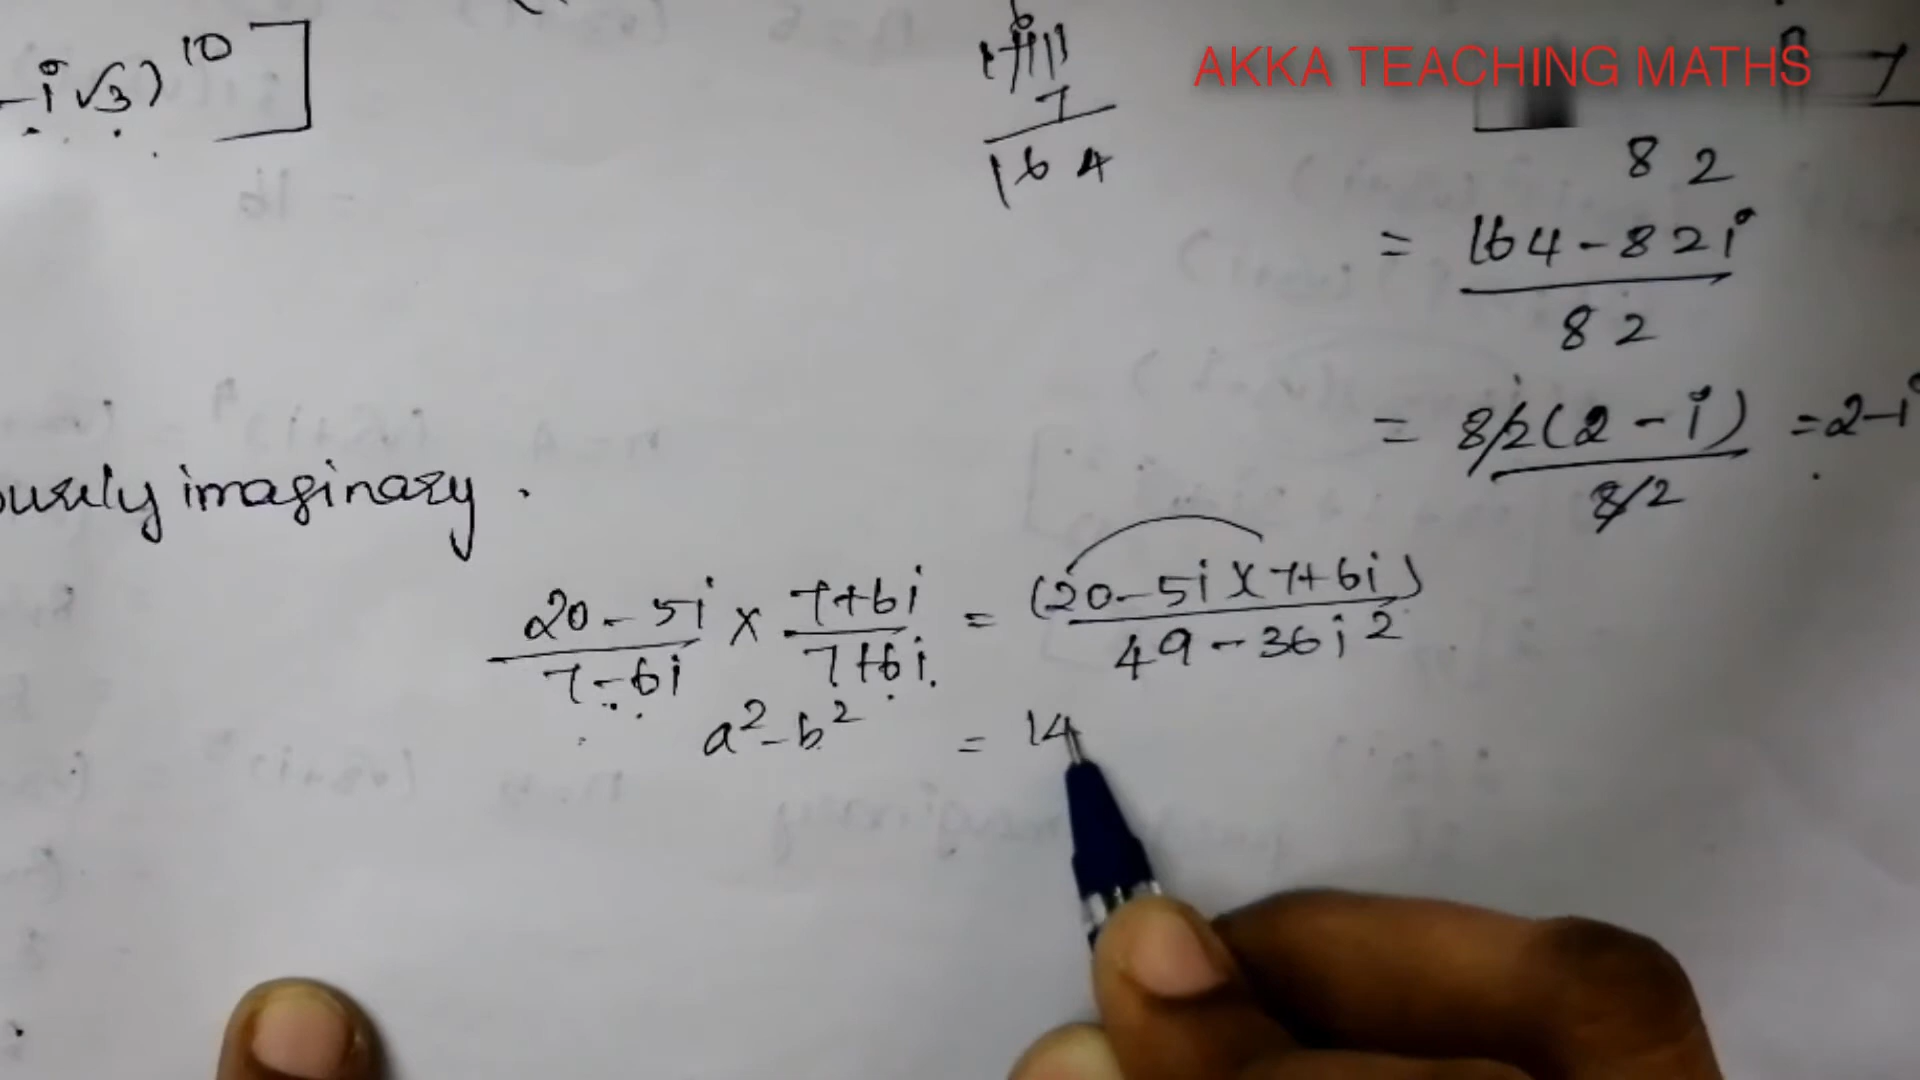 -i√3)^10]
AKKA TEACHING MATHS
7
164
82
= 164-82i
82
= 82(2-i) = 2-i
82
imaginary.
20-5i × 7+6i = (20-5i × 7+6i)
7-6i 7+6i 49-36i²
a²-b² = 14